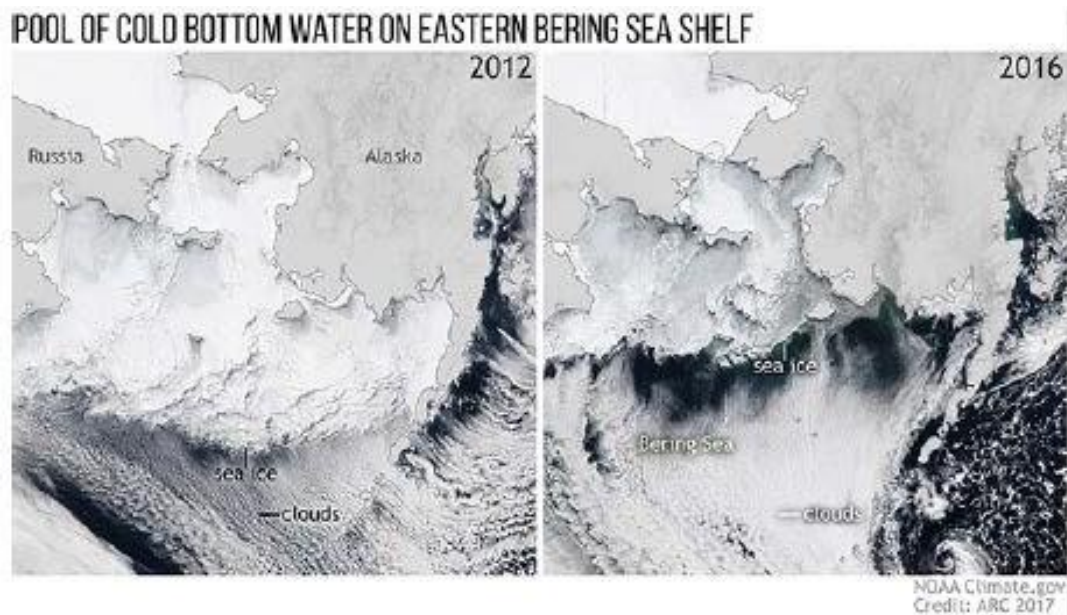 POOL OF COLD BOTTOM WATER ON EASTERN BERING SEA SHELF
2012
Russia
Alaska
sea ice
clouds
2016
sea ice
Bering Sea
clouds
NOAA Climate.gov
Credit: ARC 2017